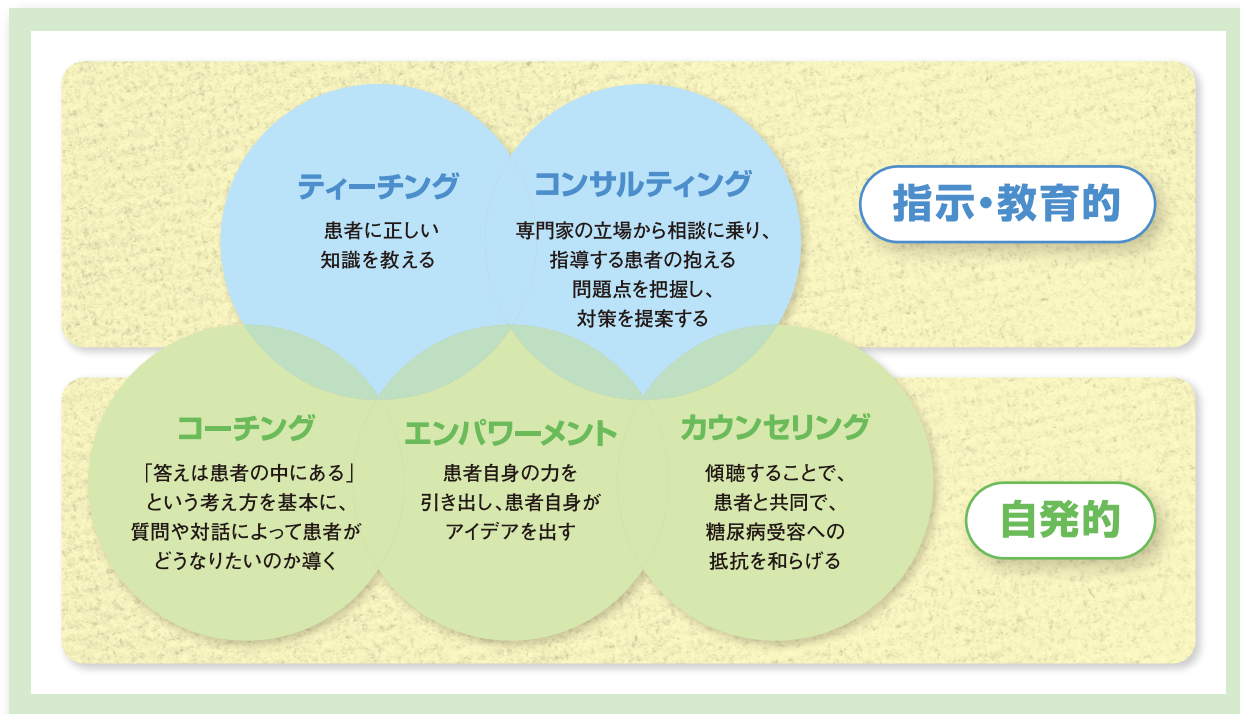 ティーチング
患者に正しい
知識を教える
コンサルティング
専門家の立場から相談に乗り、
指導する患者の抱える
問題点を把握し、
対策を提案する
指示・教育的
コーチング
「答えは患者の中にある」
という考え方を基本に、
質問や対話によって患者が
どうなりたいのか導く
エンパワーメント
患者自身の力を
引き出し、患者自身が
アイデアを出す
カウンセリング
傾聴することで、
患者と共同で、
糖尿病受容への
抵抗を和らげる
自発的